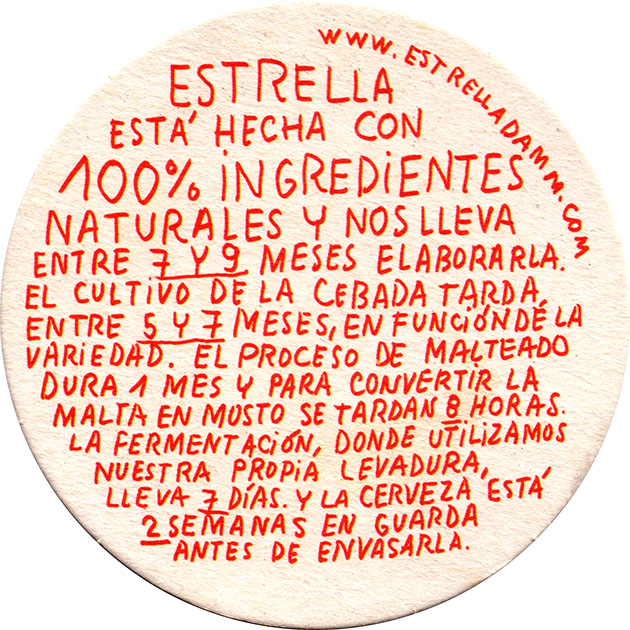 WWW.ESTRELLADAMM.COM
ESTRELLA
ESTÁ HECHA CON
100% INGREDIENTES
NATURALES Y NOS LLEVA
ENTRE 7 Y 9 MESES ELABORARLA.
EL CULTIVO DE LA CEBADA TARDA,
ENTRE 5 Y 7 MESES, EN FUNCIÓN DE LA
VARIEDAD. EL PROCESO DE MALTEADO
DURA 1 MES Y PARA CONVERTIR LA
MALTA EN MOSTO SE TARDAN 8 HORAS.
LA FERMENTACIÓN, DONDE UTILIZAMOS
NUESTRA PROPIA LEVADURA,
LLEVA 7 DÍAS. Y LA CERVEZA ESTÁ
2 SEMANAS EN GUARDA
ANTES DE ENVASARLA.